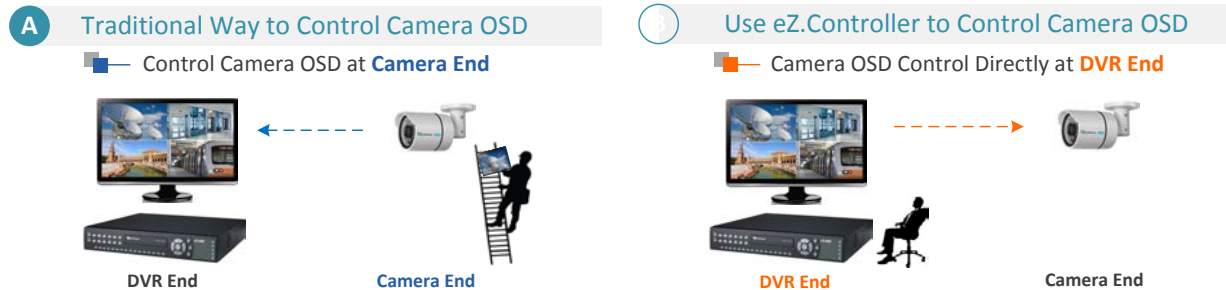 A Traditional Way to Control Camera OSD
Control Camera OSD at Camera End
DVR End
Camera End
B Use eZ.Controller to Control Camera OSD
Camera OSD Control Directly at DVR End
DVR End
Camera End